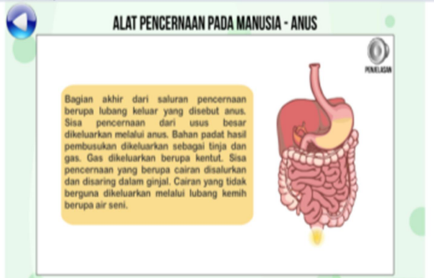 ALAT PENCERNAAN PADA MANUSIA - ANUS
PENJELASAN
Bagian akhir dari saluran pencernaan
berupa lubang keluar yang disebut anus.
Sisa pencernaan dari usus besar
dikeluarkan melalui anus. Bahan padat hasil
pembusukan dikeluarkan sebagai tinja dan
gas. Gas dikeluarkan berupa kentut. Sisa
pencernaan yang berupa cairan disalurkan
dan disaring dalam ginjal. Cairan yang tidak
berguna dikeluarkan melalui lubang kemih
berupa air seni.